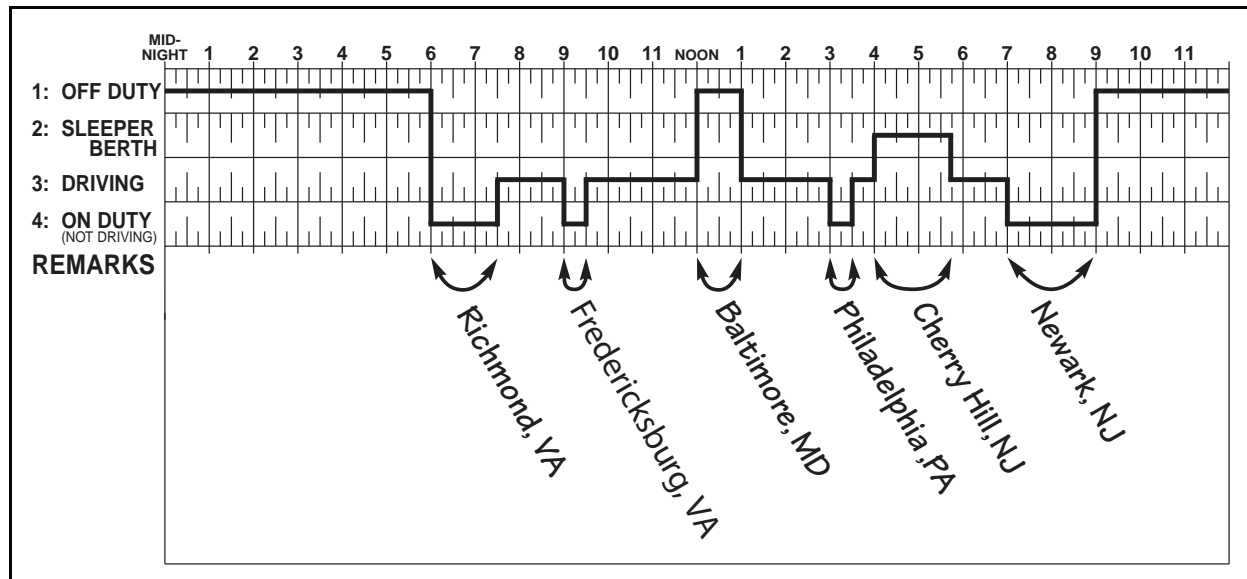 MID-
NIGHT 1 2 3 4 5 6 7 8 9 10 11 NOON 1 2 3 4 5 6 7 8 9 10 11
1: OFF DUTY
2: SLEEPER
BERTH
3: DRIVING
4: ON DUTY
(NOT DRIVING)
REMARKS
Richmond, VA
Fredericksburg, VA
Baltimore, MD
Philadelphia ,PA
Cherry Hill, NJ
Newark, NJ